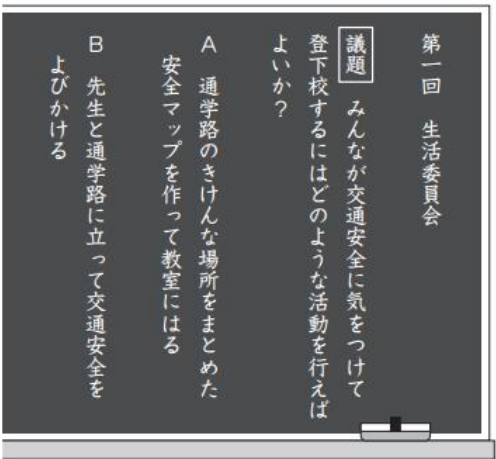 第一回　生活委員会
議題　みんなが交通安全に気をつけて
登下校するにはどのような活動を行えば
よいか？
A　通学路のきけんな場所をまとめた
安全マップを作って教室にはる
B　先生と通学路に立って交通安全を
よびかける